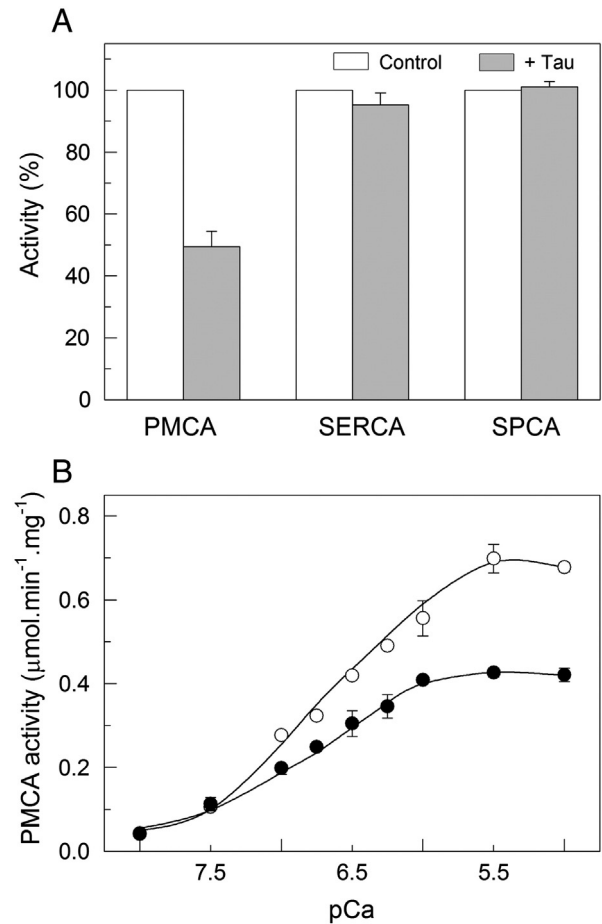 A
Control
+ Tau
100
80
60
40
20
0
Activity (%)
PMCA
SERCA
SPCA
B
0.8
0.6
0.4
0.2
0.0
PMCA activity (μmol.min⁻¹.mg⁻¹)
7.5
6.5
5.5
pCa